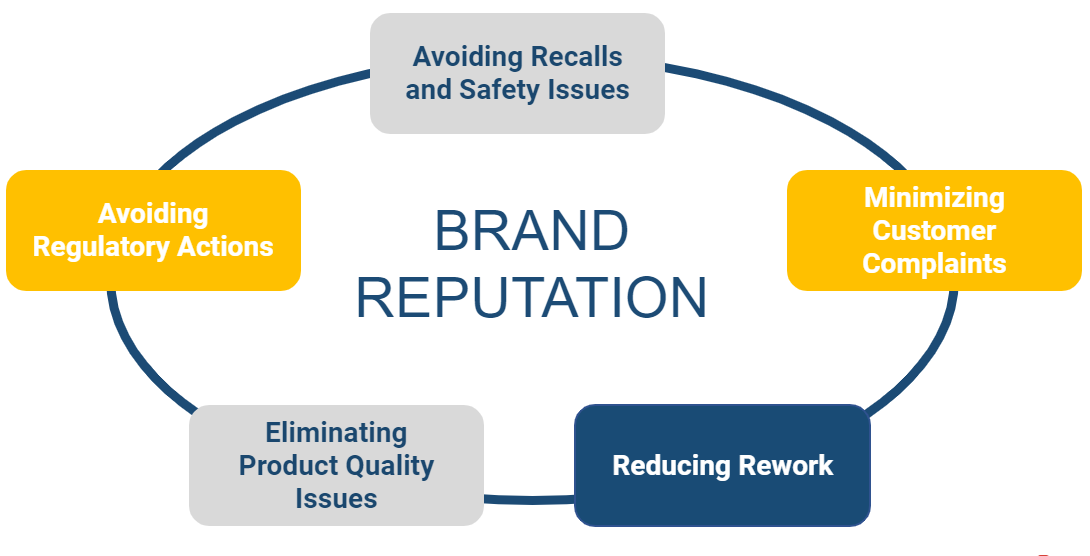 Avoiding Recalls
and Safety Issues
Avoiding
Regulatory Actions
Minimizing
Customer
Complaints
BRAND
REPUTATION
Eliminating
Product Quality
Issues
Reducing Rework